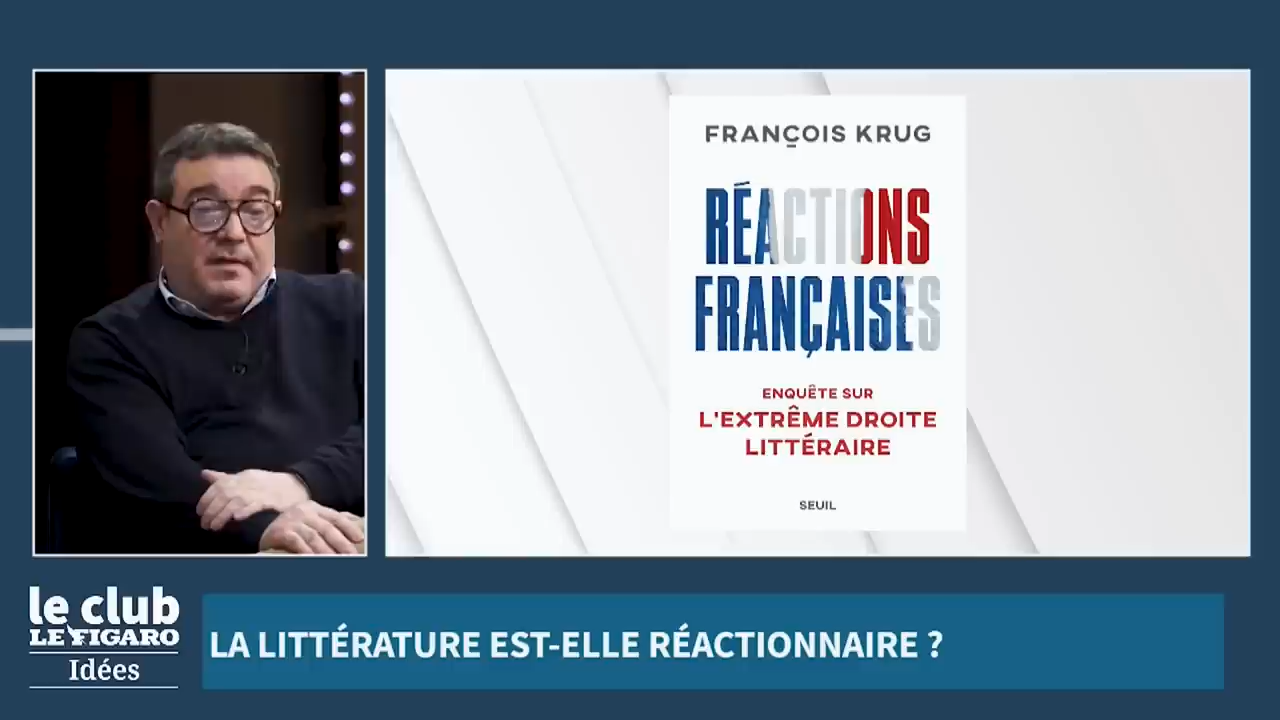 FRANÇOIS KRUG
RÉACTIONS
FRANÇAISES
ENQUÊTE SUR
L'EXTRÊME DROITE
LITTÉRAIRE
SEUIL
le club
LE FIGARO
Idées
LA LITTÉRATURE EST-ELLE RÉACTIONNAIRE ?